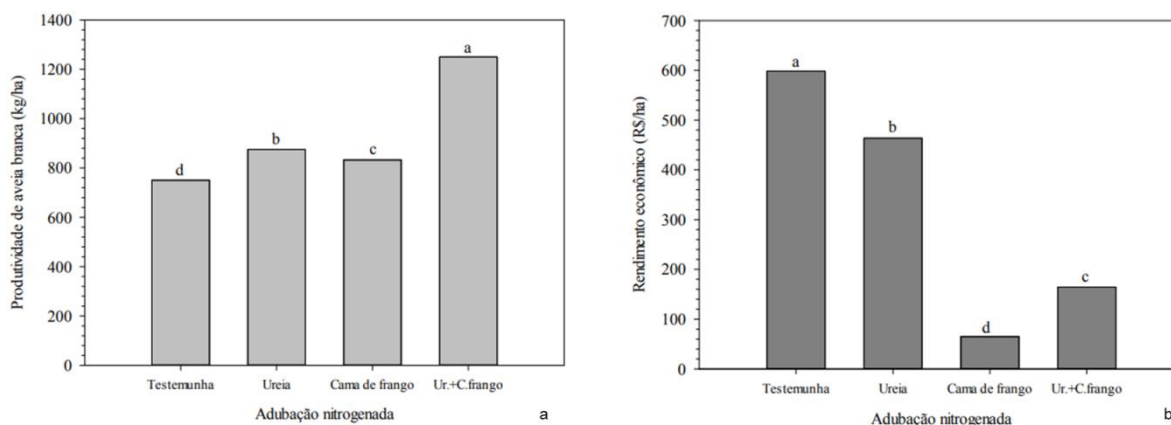 Produtividade de aveia branca (kg/ha)
1400
1200
1000
800
600
400
200
0
a
b
c
d
Testemunha Ureia Cama de frango Ur.+C.frango
Adubação nitrogenada
a
Rendimento econômico (R$/ha)
700
600
500
400
300
200
100
0
a
b
c
d
Testemunha Ureia Cama de frango Ur.+C.frango
Adubação nitrogenada
b